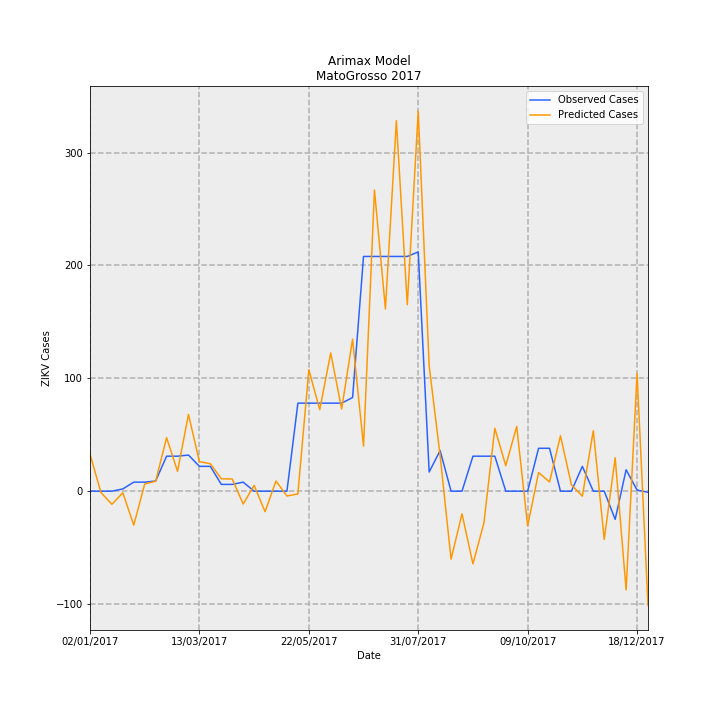 Arimax Model
MatoGrosso 2017
Observed Cases
Predicted Cases
300
200
100
0
−100
ZIKV Cases
02/01/2017
13/03/2017
22/05/2017
31/07/2017
09/10/2017
18/12/2017
Date